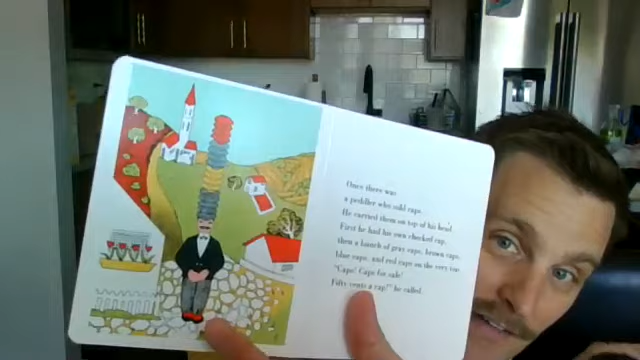 Once there was
a peddler who sold caps.
He carried them on top of his head.
First he had his own checked cap,
then a bunch of gray caps, brown caps,
blue caps, and red caps on the very top.
"Caps! Caps for sale!
Fifty cents a cap!" he called.